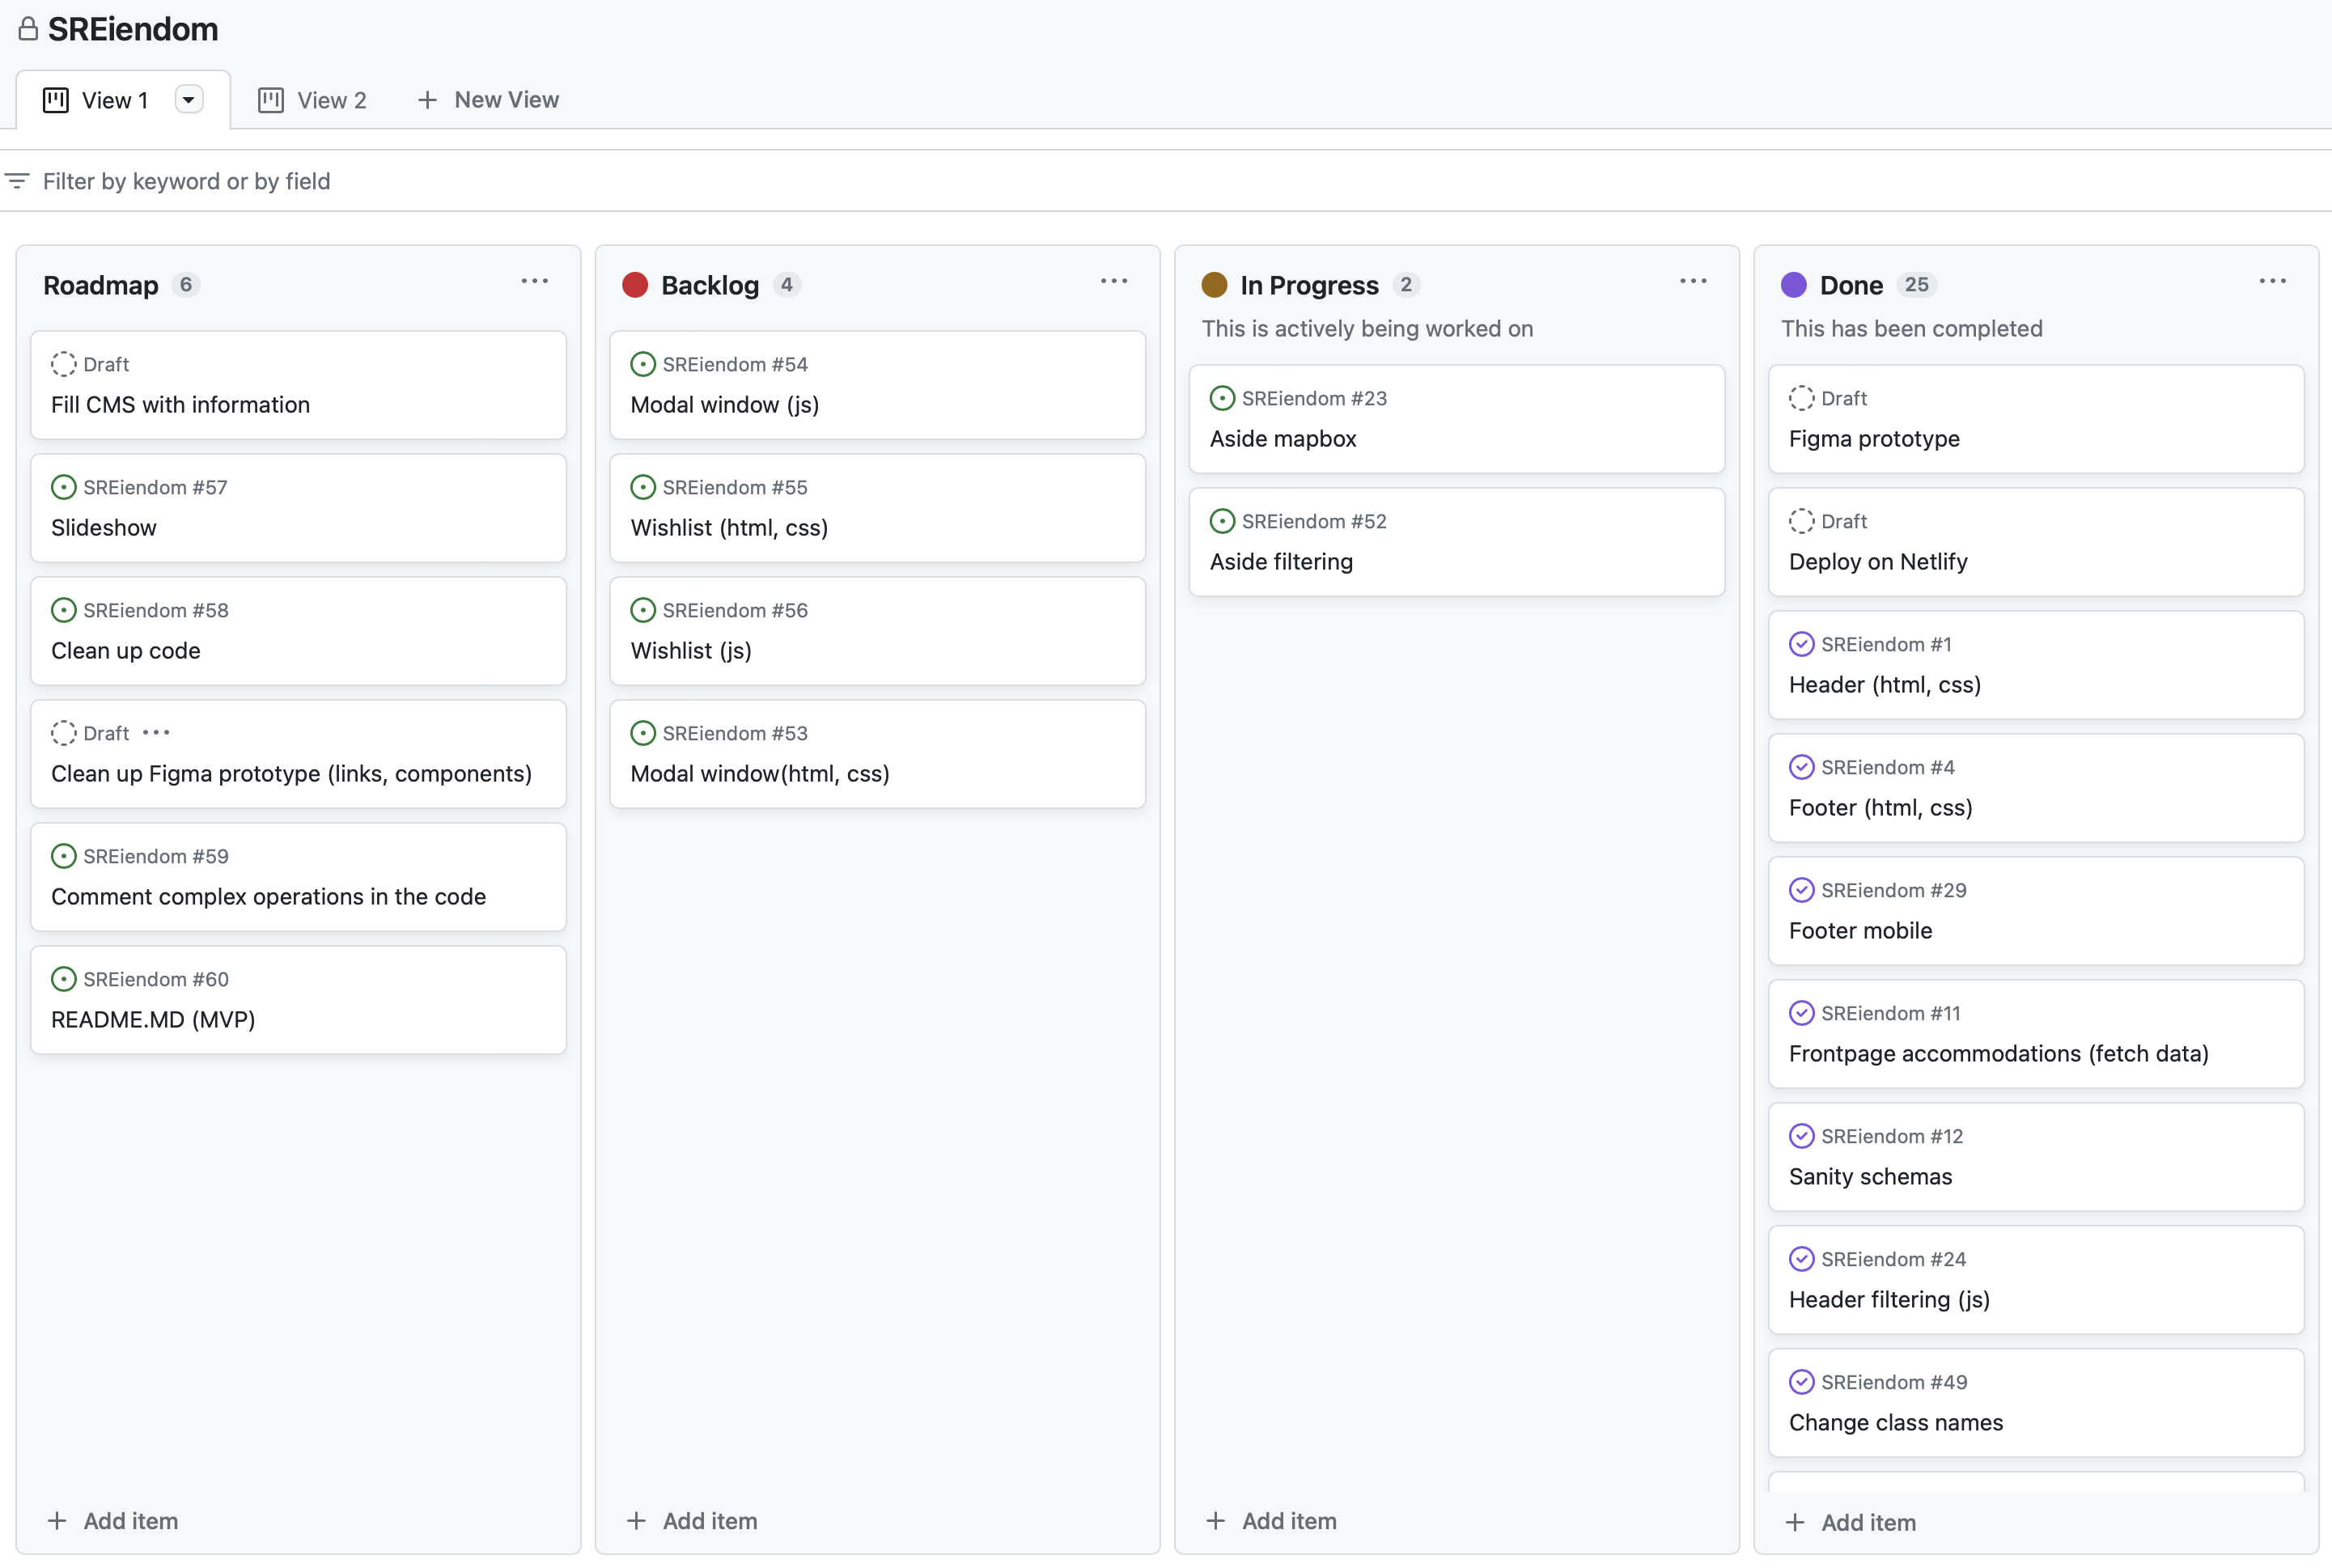 SREiendom
View 1
View 2
New View
Filter by keyword or by field
Roadmap 6
Draft
Fill CMS with information
SREiendom #57
Slideshow
SREiendom #58
Clean up code
Draft
Clean up Figma prototype (links, components)
SREiendom #59
Comment complex operations in the code
SREiendom #60
README.MD (MVP)
Add item
Backlog 4
SREiendom #54
Modal window (js)
SREiendom #55
Wishlist (html, css)
SREiendom #56
Wishlist (js)
SREiendom #53
Modal window(html, css)
Add item
In Progress 2
This is actively being worked on
SREiendom #23
Aside mapbox
SREiendom #52
Aside filtering
Add item
Done 25
This has been completed
Draft
Figma prototype
Draft
Deploy on Netlify
SREiendom #1
Header (html, css)
SREiendom #4
Footer (html, css)
SREiendom #29
Footer mobile
SREiendom #11
Frontpage accommodations (fetch data)
SREiendom #12
Sanity schemas
SREiendom #24
Header filtering (js)
SREiendom #49
Change class names
Add item